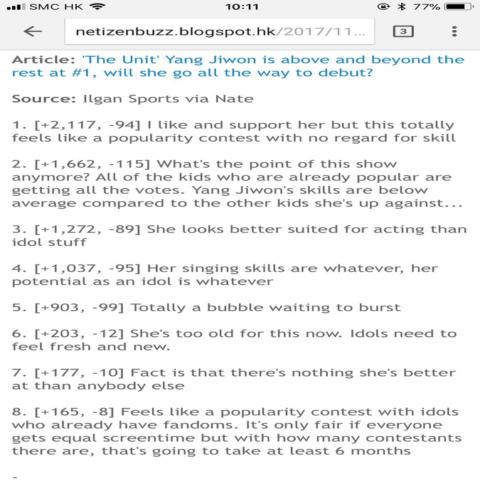 SMC HK 10:11 77%
netizenbuzz.blogspot.hk/2017/11... 3
Article: 'The Unit' Yang Jiwon is above and beyond the
rest at #1, will she go all the way to debut?
Source: Ilgan Sports via Nate
1. [+2,117, -94] I like and support her but this totally
feels like a popularity contest with no regard for skill
2. [+1,662, -115] What's the point of this show
anymore? All of the kids who are already popular are
getting all the votes. Yang Jiwon's skills are below
average compared to the other kids she's up against...
3. [+1,272, -89] She looks better suited for acting than
idol stuff
4. [+1,037, -95] Her singing skills are whatever, her
potential as an idol is whatever
5. [+903, -99] Totally a bubble waiting to burst
6. [+203, -12] She's too old for this now. Idols need to
feel fresh and new.
7. [+177, -10] Fact is that there's nothing she's better
at than anybody else
8. [+165, -8] Feels like a popularity contest with idols
who already have fandoms. It's only fair if everyone
gets equal screentime but with how many contestants
there are, that's going to take at least 6 months
-